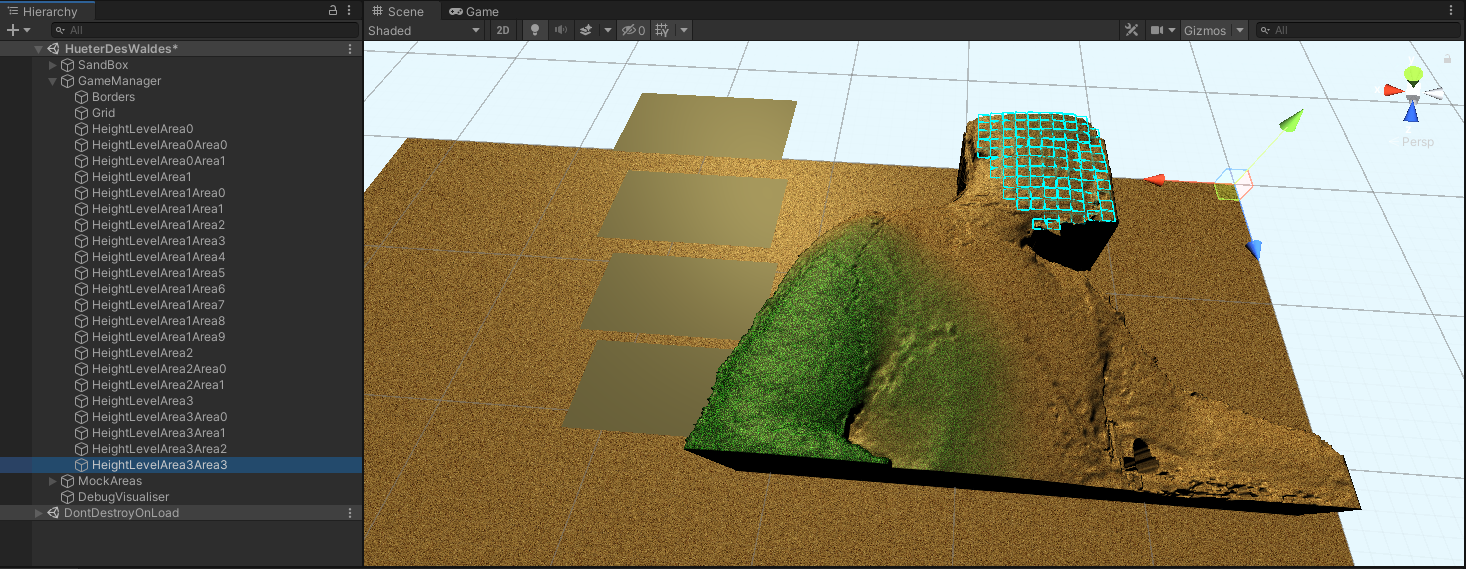 Hierarchy
All
HueterDesWaldes*
SandBox
GameManager
Borders
Grid
HeightLevelArea0
HeightLevelArea0Area0
HeightLevelArea0Area1
HeightLevelArea1
HeightLevelArea1Area0
HeightLevelArea1Area1
HeightLevelArea1Area2
HeightLevelArea1Area3
HeightLevelArea1Area4
HeightLevelArea1Area5
HeightLevelArea1Area6
HeightLevelArea1Area7
HeightLevelArea1Area8
HeightLevelArea1Area9
HeightLevelArea2
HeightLevelArea2Area0
HeightLevelArea2Area1
HeightLevelArea3
HeightLevelArea3Area0
HeightLevelArea3Area1
HeightLevelArea3Area2
HeightLevelArea3Area3
MockAreas
DebugVisualiser
DontDestroyOnLoad
Scene Game
Shaded 2D 0 Gizmos All
Persp